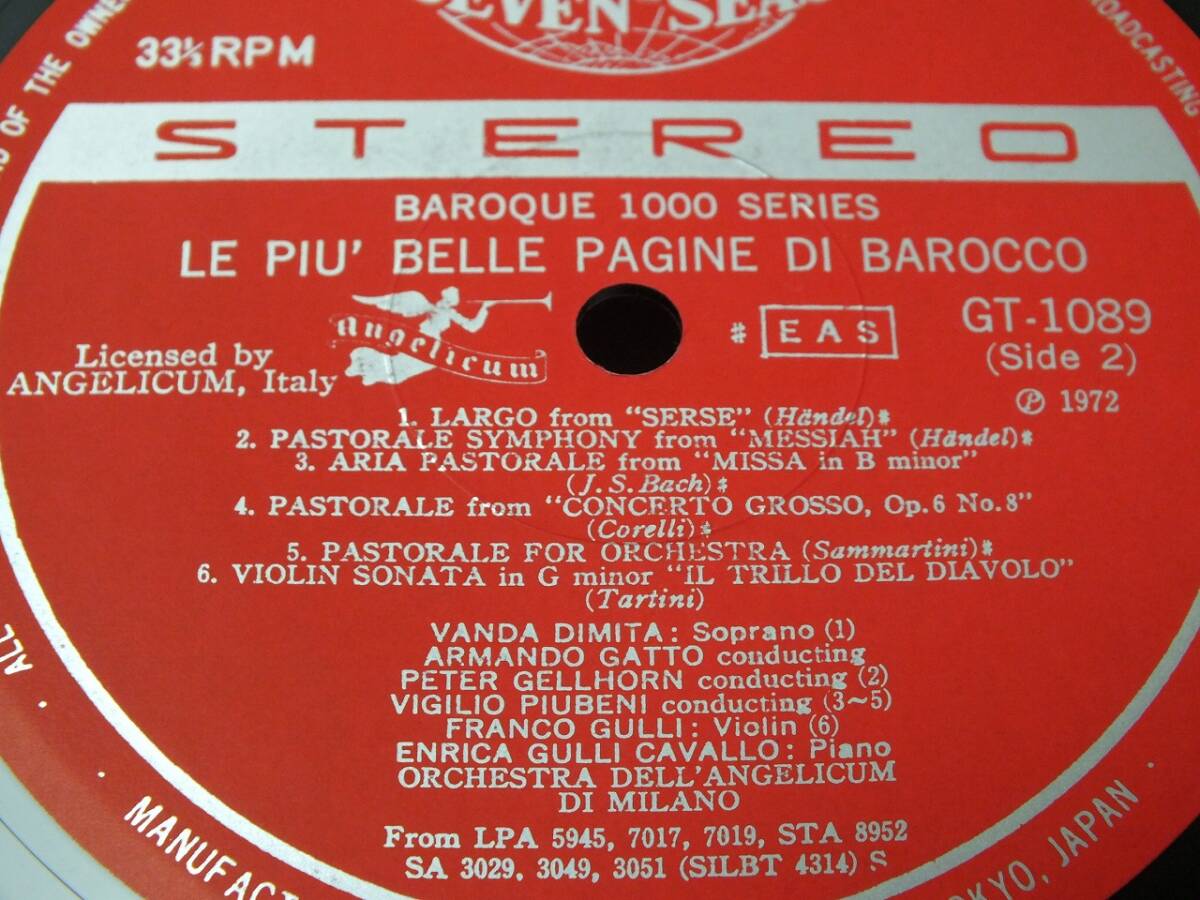 SEVEN SEAS
33⅓ RPM
STEREO
BAROQUE 1000 SERIES
LE PIU' BELLE PAGINE DI BAROCCO
angelicum
Licensed by
ANGELICUM, Italy
※ EAS
GT-1089
(Side 2)
Ⓟ 1972
1. LARGO from "SERSE" (Händel)※
2. PASTORALE SYMPHONY from "MESSIAH" (Händel)※
3. ARIA PASTORALE from "MISSA in B minor"
(J.S.Bach)※
4. PASTORALE from "CONCERTO GROSSO, Op.6 No.8"
(Corelli)※
5. PASTORALE FOR ORCHESTRA (Sammartini)※
6. VIOLIN SONATA in G minor "IL TRILLO DEL DIAVOLO"
(Tartini)
VANDA DIMITA: Soprano (1)
ARMANDO GATTO conducting
PETER GELLHORN conducting (2)
VIGILIO PIUBENI conducting (3~5)
FRANCO GULLI: Violin (6)
ENRICA GULLI CAVALLO: Piano
ORCHESTRA DELL'ANGELICUM
DI MILANO
From LPA 5945, 7017, 7019, STA 8952
SA 3029, 3049, 3051 (SILBT 4314) S
ALL
OF THE OWNER
BROADCASTING
MANUFACT
TOKYO, JAPAN